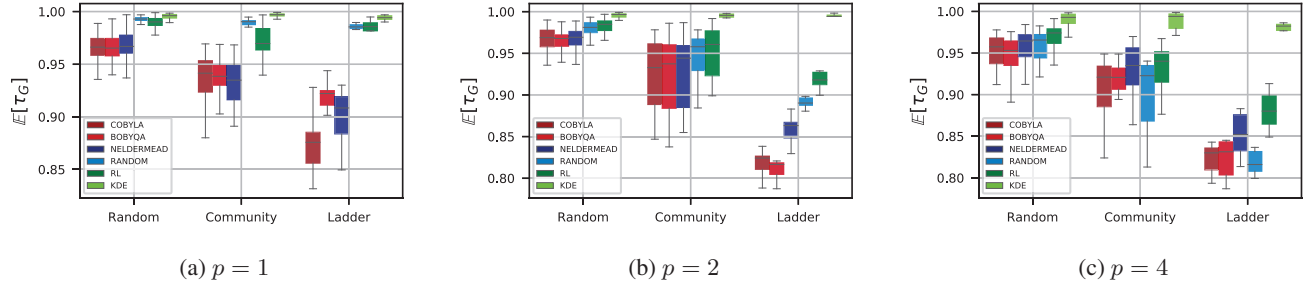 1.00
0.95
0.90
0.85
𝔼[τG]
COBYLA
BOBYQA
NELDERMEAD
RANDOM
RL
KDE
Random Community Ladder
(a) p = 1
1.00
0.95
0.90
0.85
0.80
𝔼[τG]
COBYLA
BOBYQA
NELDERMEAD
RANDOM
RL
KDE
Random Community Ladder
(b) p = 2
1.00
0.95
0.90
0.85
0.80
𝔼[τG]
COBYLA
BOBYQA
NELDERMEAD
RANDOM
RL
KDE
Random Community Ladder
(c) p = 4